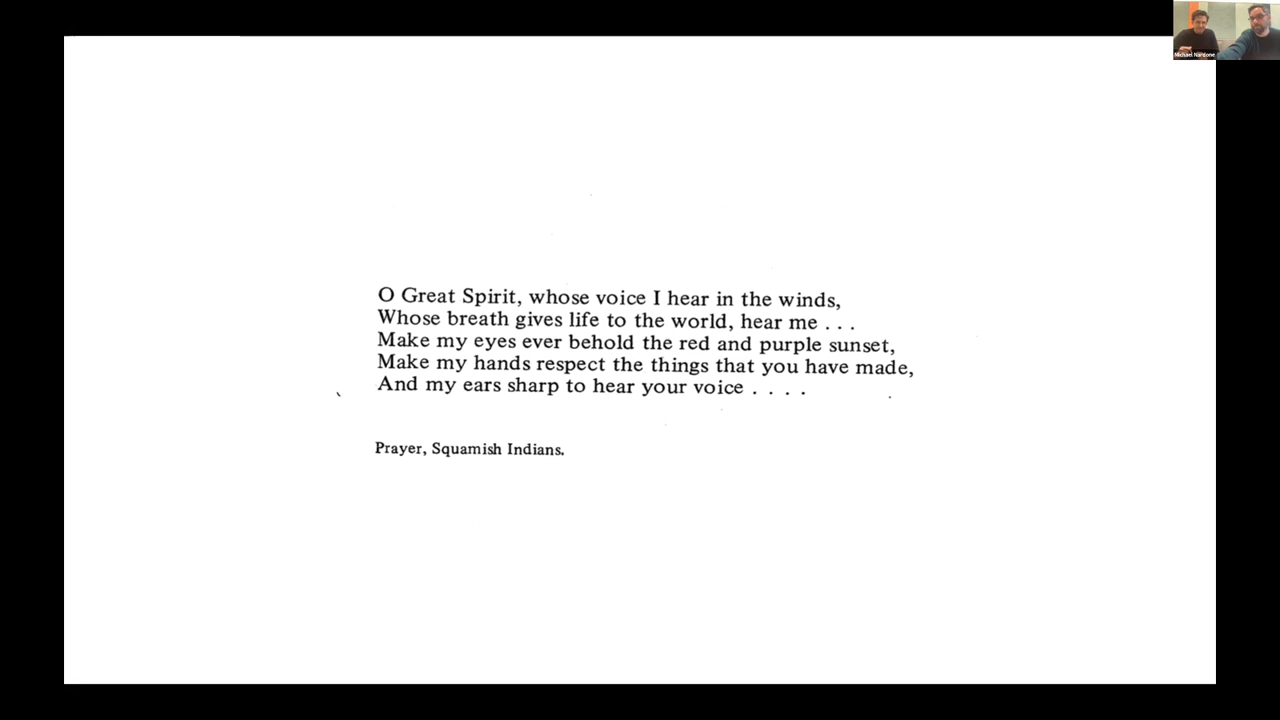 Michael Nardone
O Great Spirit, whose voice I hear in the winds,
Whose breath gives life to the world, hear me . . .
Make my eyes ever behold the red and purple sunset,
Make my hands respect the things that you have made,
And my ears sharp to hear your voice . . . .
Prayer, Squamish Indians.